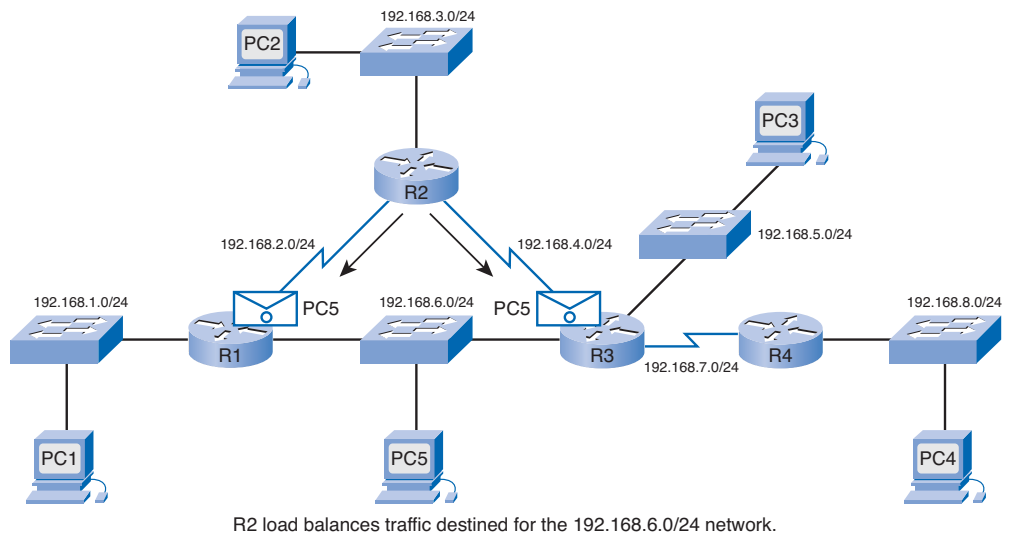 192.168.3.0/24
PC2
PC3
R2
192.168.2.0/24
192.168.4.0/24
192.168.5.0/24
192.168.1.0/24
PC5
192.168.6.0/24
PC5
192.168.8.0/24
R1
R3
R4
192.168.7.0/24
PC1
PC5
PC4
R2 load balances traffic destined for the 192.168.6.0/24 network.